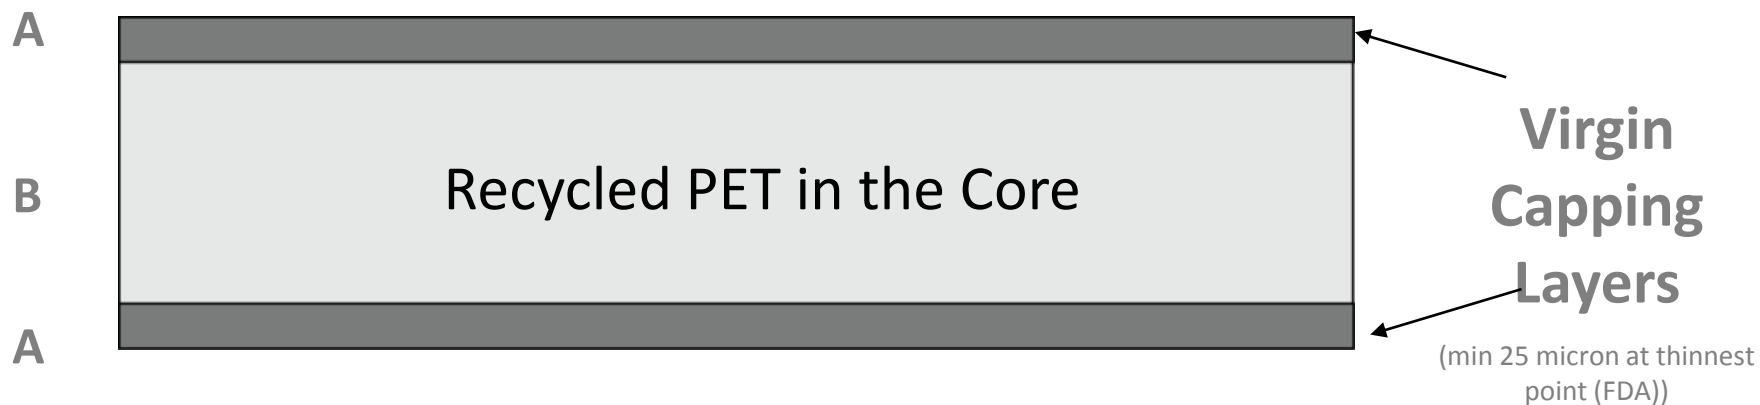 A
B
A
Recycled PET in the Core
Virgin
Capping
Layers
(min 25 micron at thinnest
point (FDA))